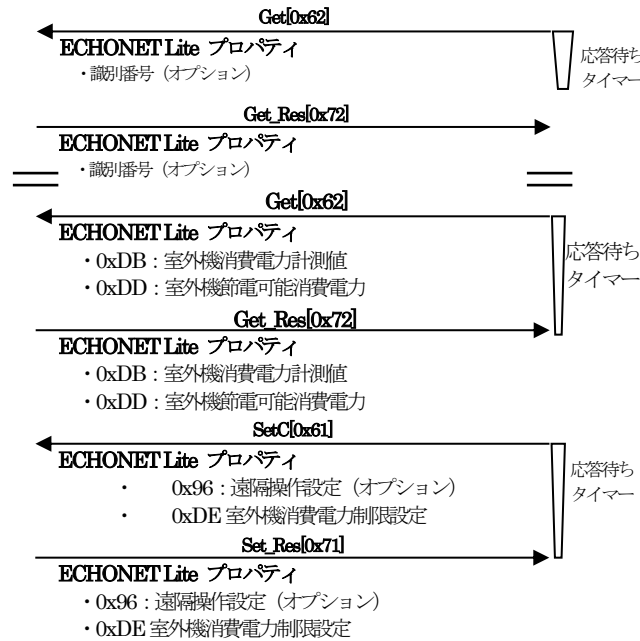 Get[0x62]
ECHONET Lite プロパティ
・識別番号（オプション）
応答待ち
タイマー
Get_Res[0x72]
ECHONET Lite プロパティ
・識別番号（オプション）
Get[0x62]
ECHONET Lite プロパティ
・0xDB：室外機消費電力計測値
・0xDD：室外機節電可能消費電力
応答待ち
タイマー
Get_Res[0x72]
ECHONET Lite プロパティ
・0xDB：室外機消費電力計測値
・0xDD：室外機節電可能消費電力
SetC[0x61]
ECHONET Lite プロパティ
・ 0x96：遠隔操作設定（オプション）
・ 0xDE 室外機消費電力制限設定
応答待ち
タイマー
Set_Res[0x71]
ECHONET Lite プロパティ
・0x96：遠隔操作設定（オプション）
・0xDE 室外機消費電力制限設定